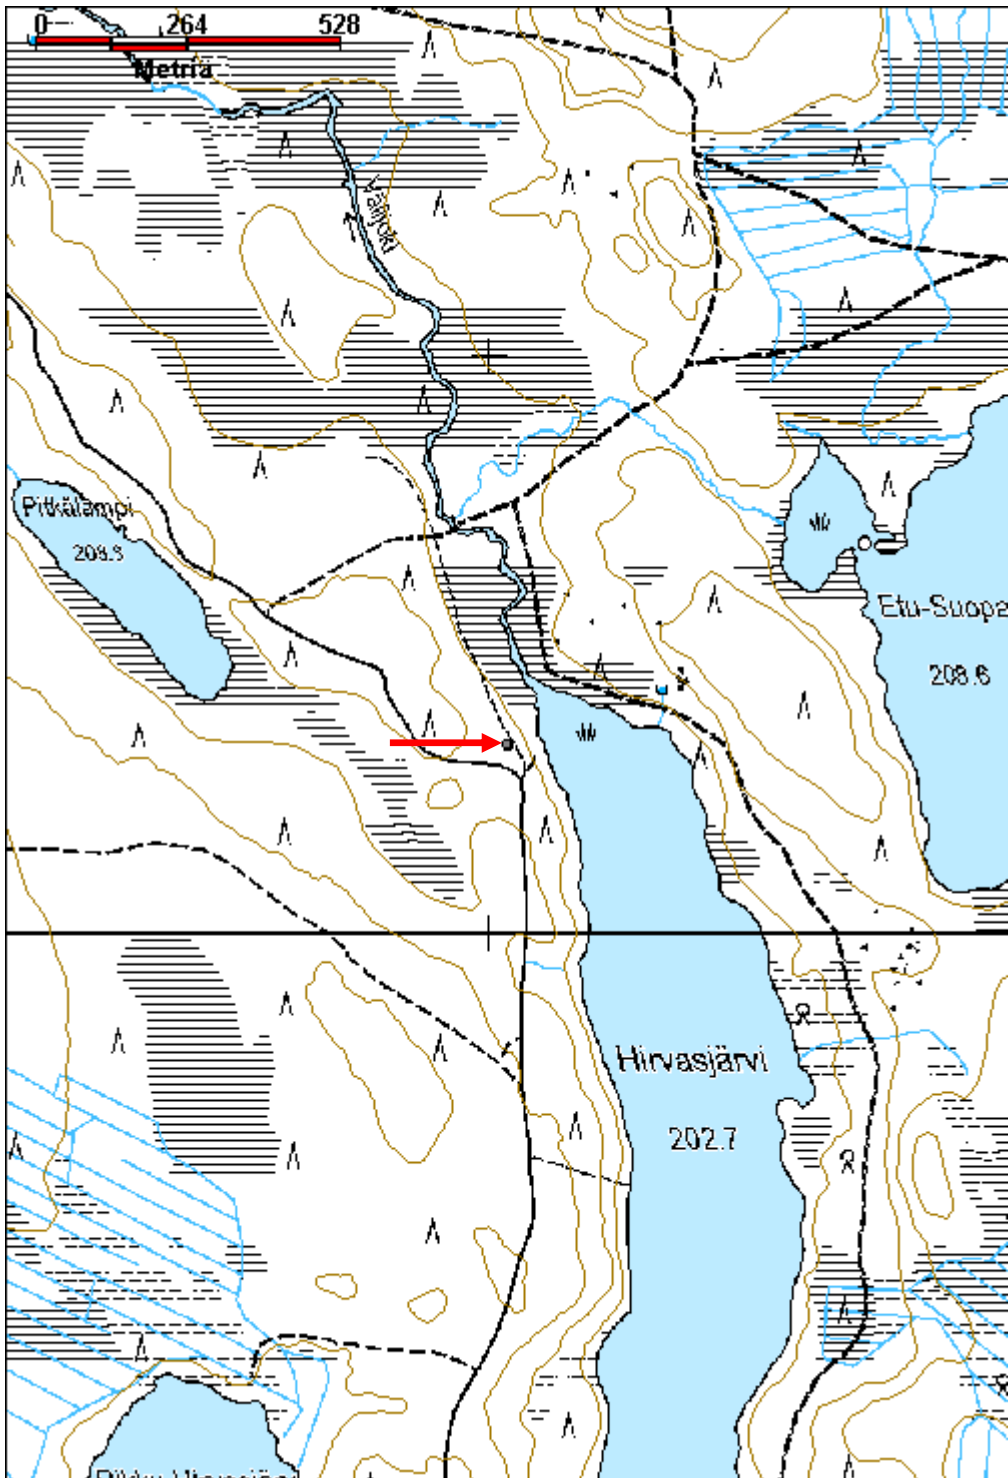 0 264 528
Metriä
Välijoki
Pitkälampi
208.3
Etu-Suopa
208.6
Hirvasjärvi
202.7